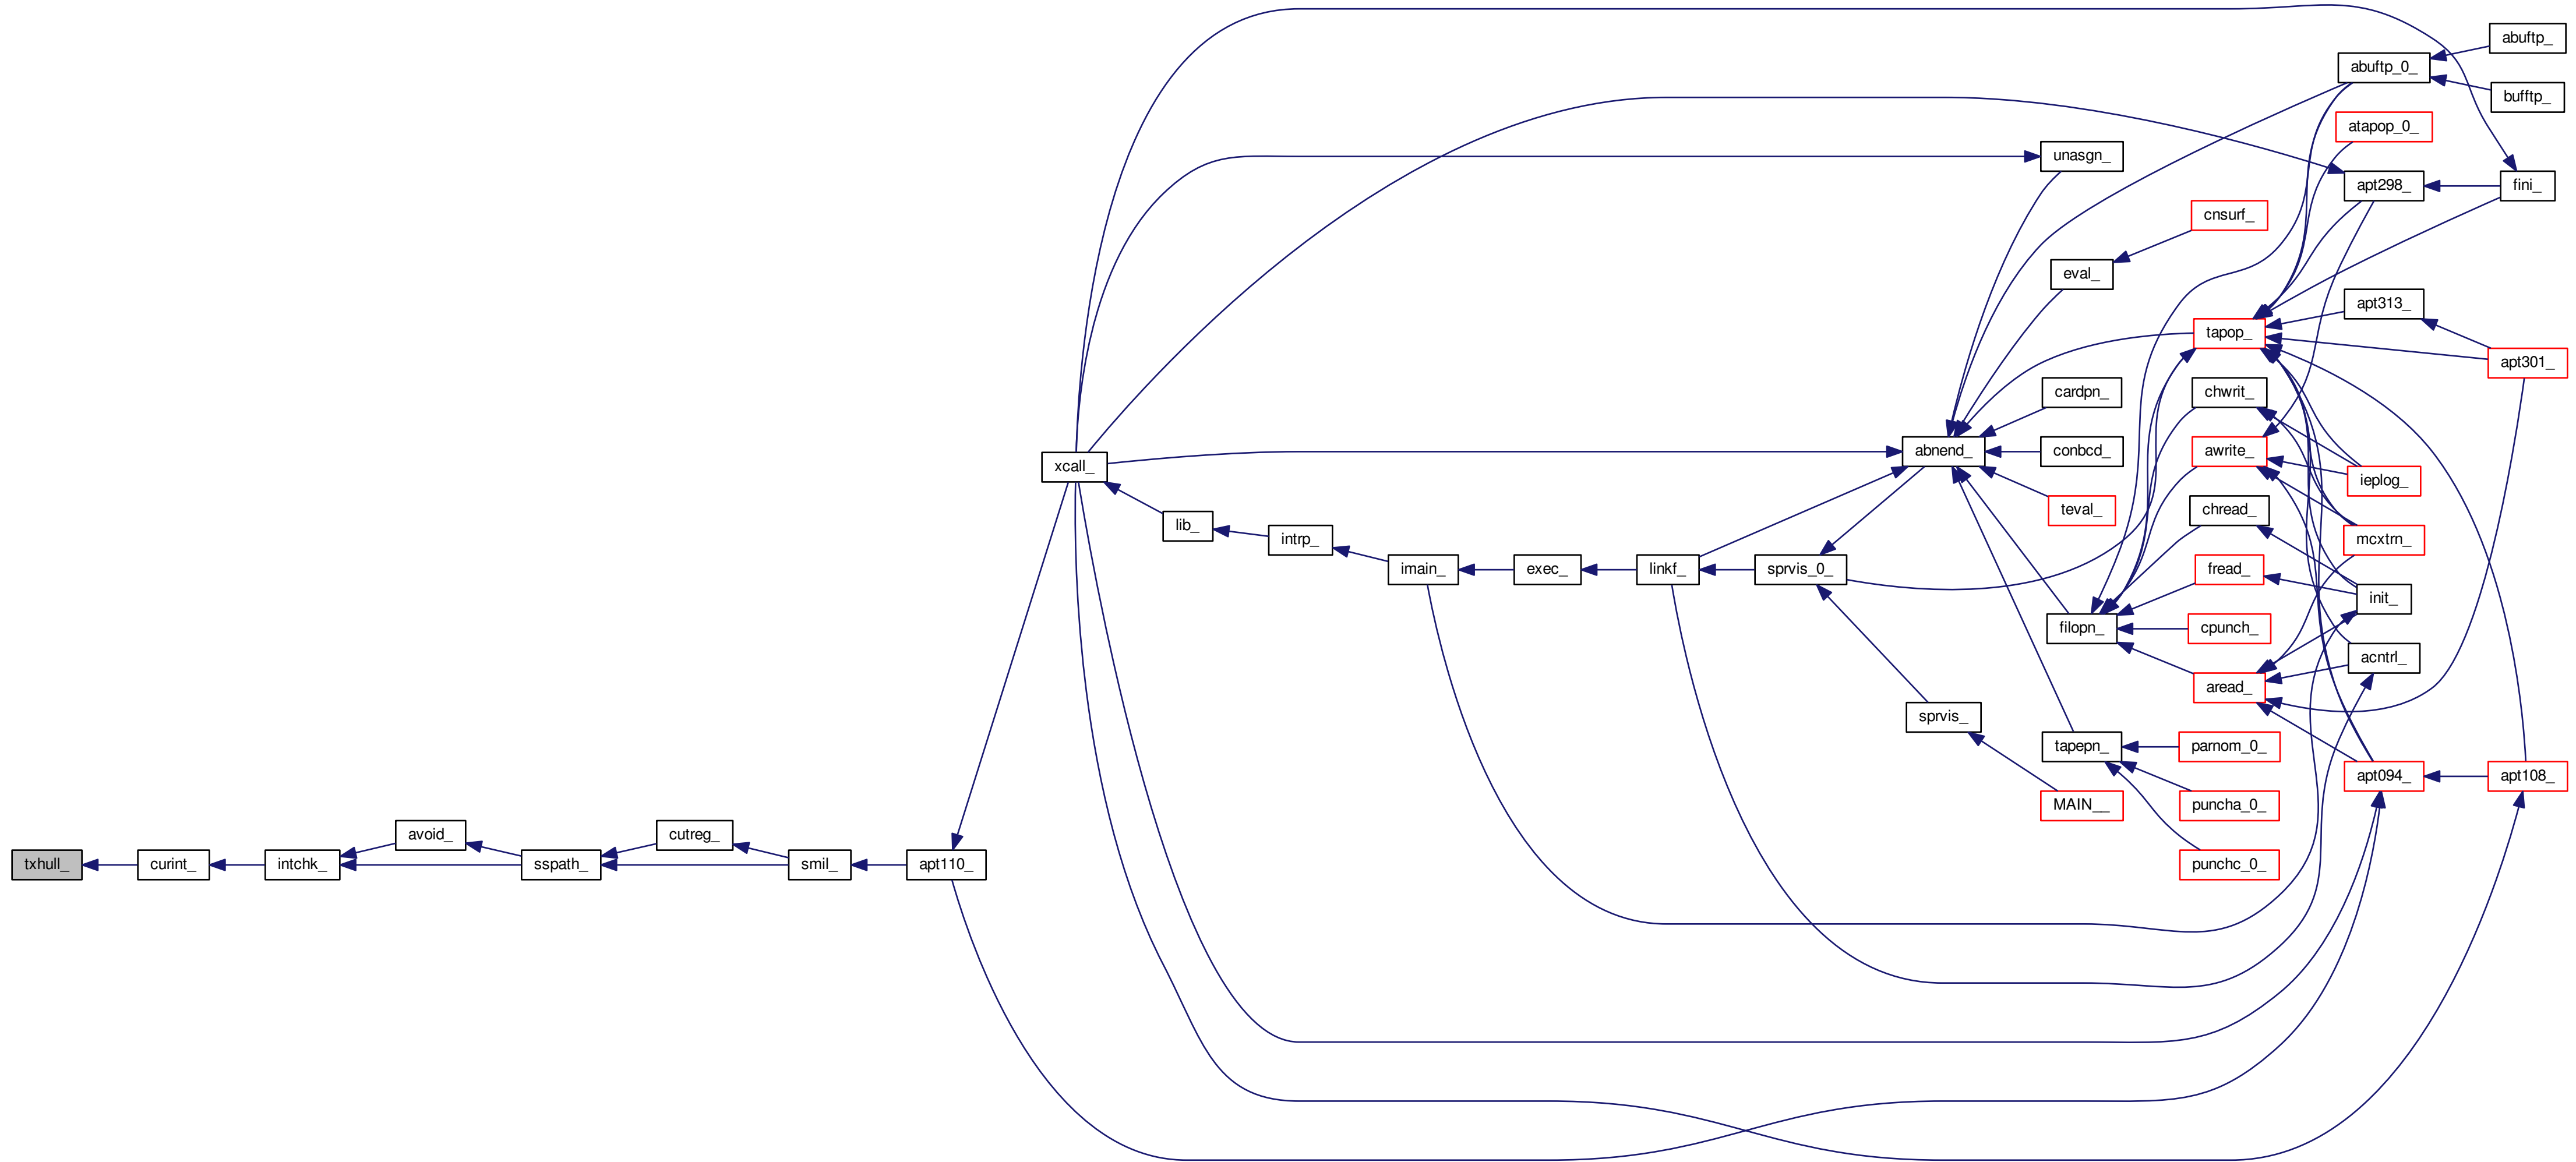 abuftp_
abuftp_0_
bufftp_
atapop_0_
unasgn_
apt298_
fini_
cnsurf_
eval_
apt313_
tapop_
apt301_
cardpn_
chwrit_
abnend_
conbcd_
awrite_
xcall_
ieplog_
teval_
chread_
lib_
intrp_
mcxtrn_
imain_
exec_
linkf_
sprvis_0_
fread_
init_
filopn_
cpunch_
acntrl_
aread_
sprvis_
tapepn_
parnom_0_
apt094_
apt108_
MAIN__
puncha_0_
avoid_
cutreg_
txhull_
curint_
intchk_
sspath_
smil_
apt110_
punchc_0_